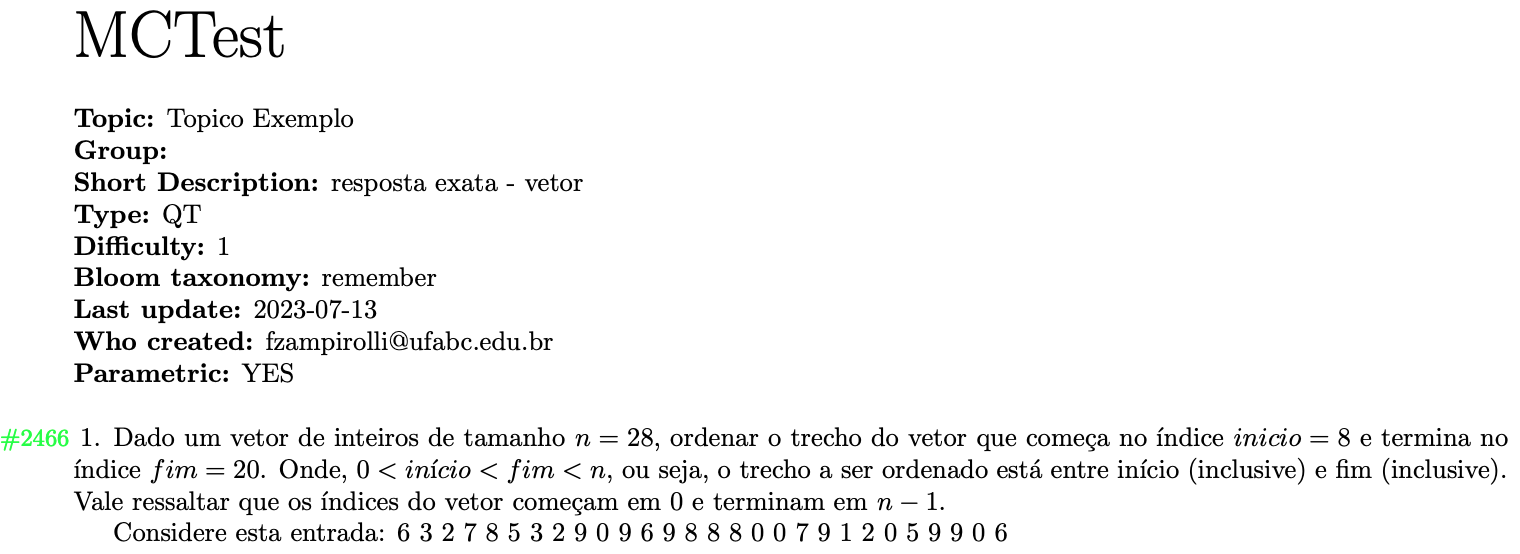 MCTest
Topic: Topico Exemplo
Group:
Short Description: resposta exata - vetor
Type: QT
Difficulty: 1
Bloom taxonomy: remember
Last update: 2023-07-13
Who created: fzampirolli@ufabc.edu.br
Parametric: YES
#2466 1. Dado um vetor de inteiros de tamanho n = 28, ordenar o trecho do vetor que começa no índice inicio = 8 e termina no
índice fim = 20. Onde, 0 < início < fim < n, ou seja, o trecho a ser ordenado está entre início (inclusive) e fim (inclusive).
Vale ressaltar que os índices do vetor começam em 0 e terminam em n − 1.
Considere esta entrada: 6 3 2 7 8 5 3 2 9 0 9 6 9 8 8 8 0 0 7 9 1 2 0 5 9 9 0 6